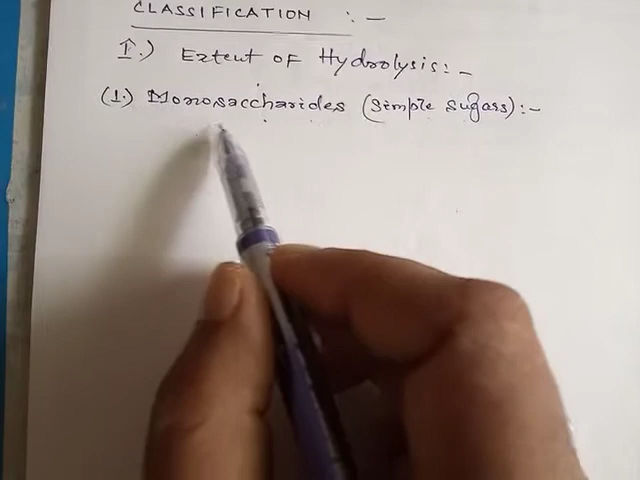 CLASSIFICATION :-
I.) Extent of Hydrolysis:-
(1.) Monosaccharides (simple sugars):-